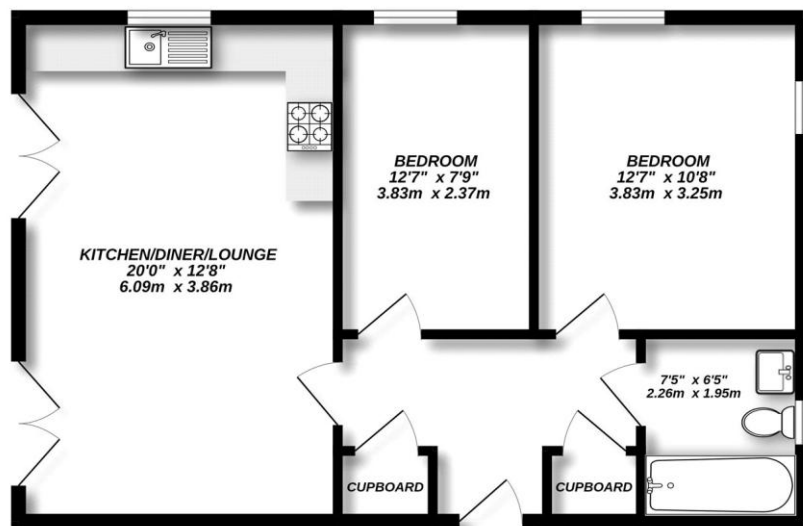 BEDROOM
12'7" x 7'9"
3.83m x 2.37m
BEDROOM
12'7" x 10'8"
3.83m x 3.25m
KITCHEN/DINER/LOUNGE
20'0" x 12'8"
6.09m x 3.86m
7'5" x 6'5"
2.26m x 1.95m
CUPBOARD
CUPBOARD